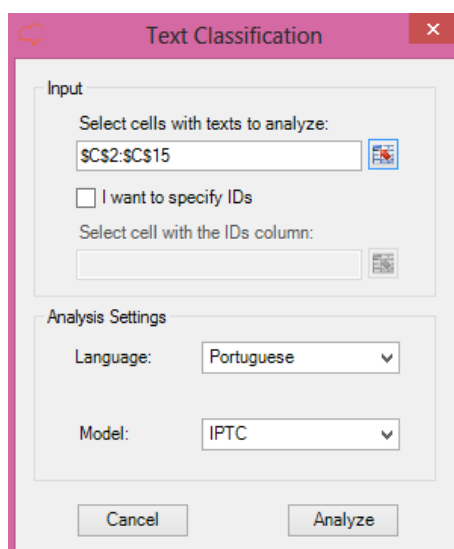 Text Classification
Input
Select cells with texts to analyze:
$C$2:$C$15
I want to specify IDs
Select cell with the IDs column:
Analysis Settings
Language: Portuguese
Model: IPTC
Cancel Analyze